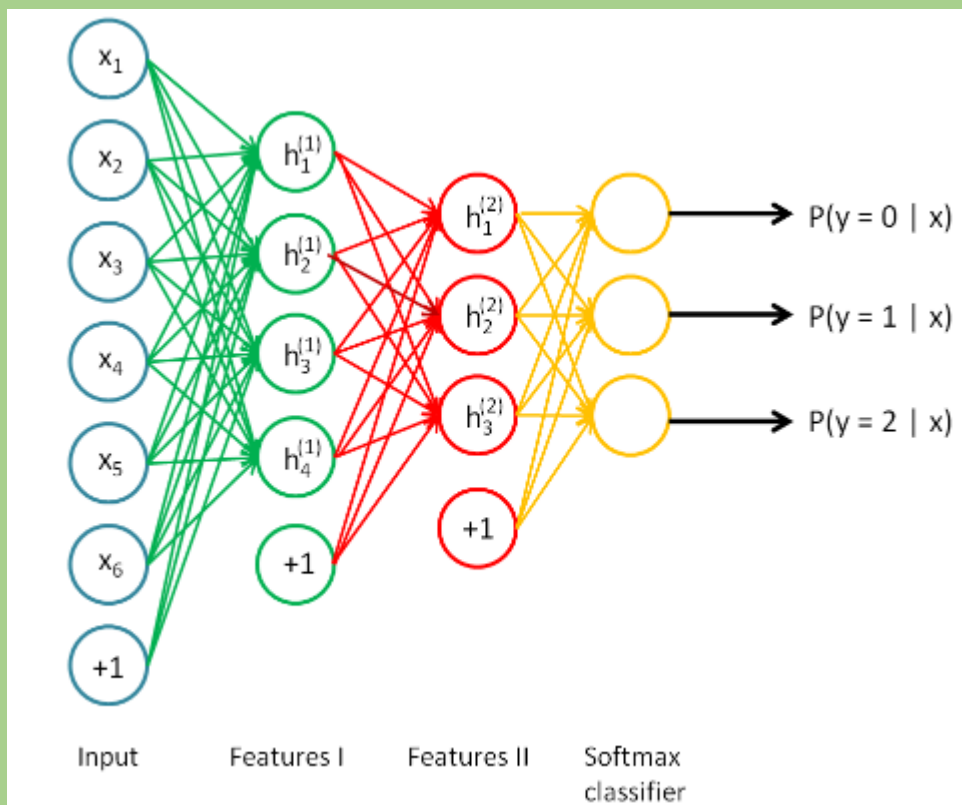 x₁
x₂
x₃
x₄
x₅
x₆
+1
h₁⁽¹⁾
h₂⁽¹⁾
h₃⁽¹⁾
h₄⁽¹⁾
+1
h₁⁽²⁾
h₂⁽²⁾
h₃⁽²⁾
+1
P(y = 0 | x)
P(y = 1 | x)
P(y = 2 | x)
Input
Features I
Features II
Softmax
classifier